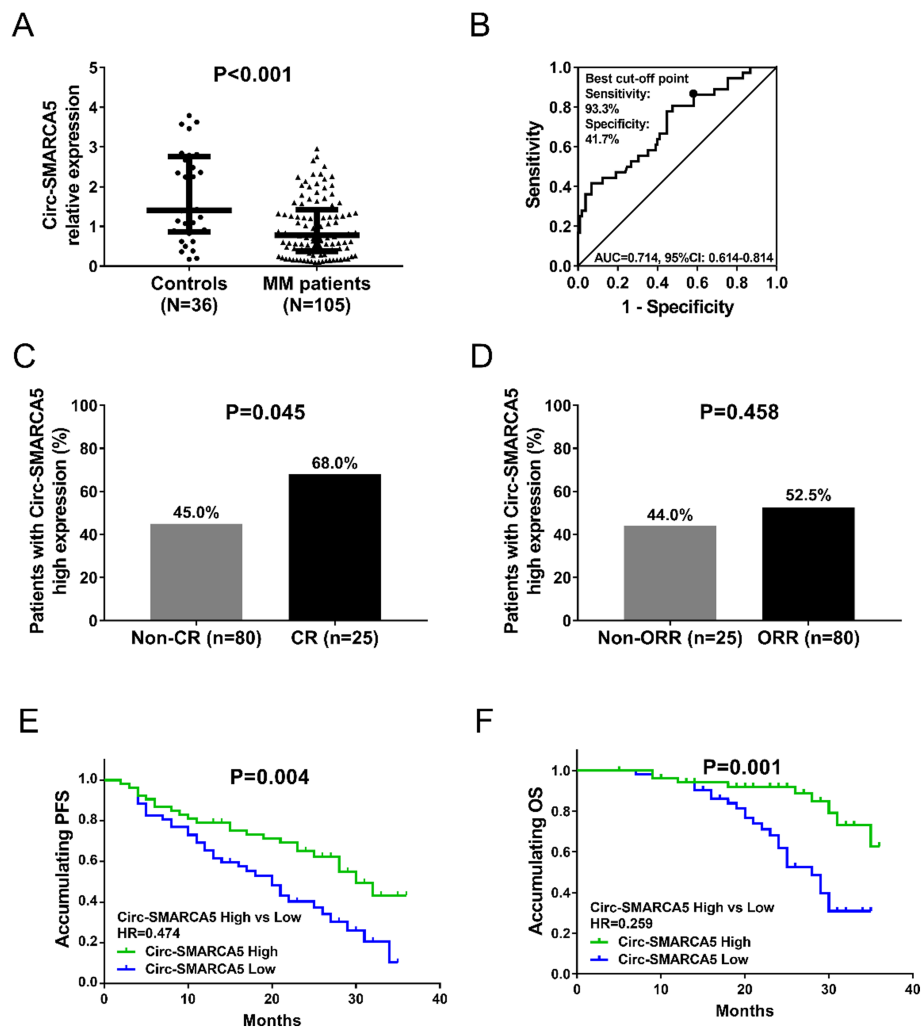 A
P<0.001
Circ-SMARCA5
relative expression
5
4
3
2
1
0
Controls
(N=36)
MM patients
(N=105)
B
Best cut-off point
Sensitivity:
93.3%
Specificity:
41.7%
AUC=0.714, 95%CI: 0.614-0.814
Sensitivity
1.0
0.8
0.6
0.4
0.2
0.0
0.0 0.2 0.4 0.6 0.8 1.0
1 - Specificity
C
P=0.045
Patients with Circ-SMARCA5
high expression (%)
100
80
60
40
20
0
45.0%
68.0%
Non-CR (n=80) CR (n=25)
D
P=0.458
Patients with Circ-SMARCA5
high expression (%)
100
80
60
40
20
0
44.0%
52.5%
Non-ORR (n=25) ORR (n=80)
E
P=0.004
Accumulating PFS
1.0
0.8
0.6
0.4
0.2
0.0
Circ-SMARCA5 High vs Low
HR=0.474
Circ-SMARCA5 High
Circ-SMARCA5 Low
0 10 20 30 40
Months
F
P=0.001
Accumulating OS
1.0
0.8
0.6
0.4
0.2
0.0
Circ-SMARCA5 High vs Low
HR=0.259
Circ-SMARCA5 High
Circ-SMARCA5 Low
0 10 20 30 40
Months